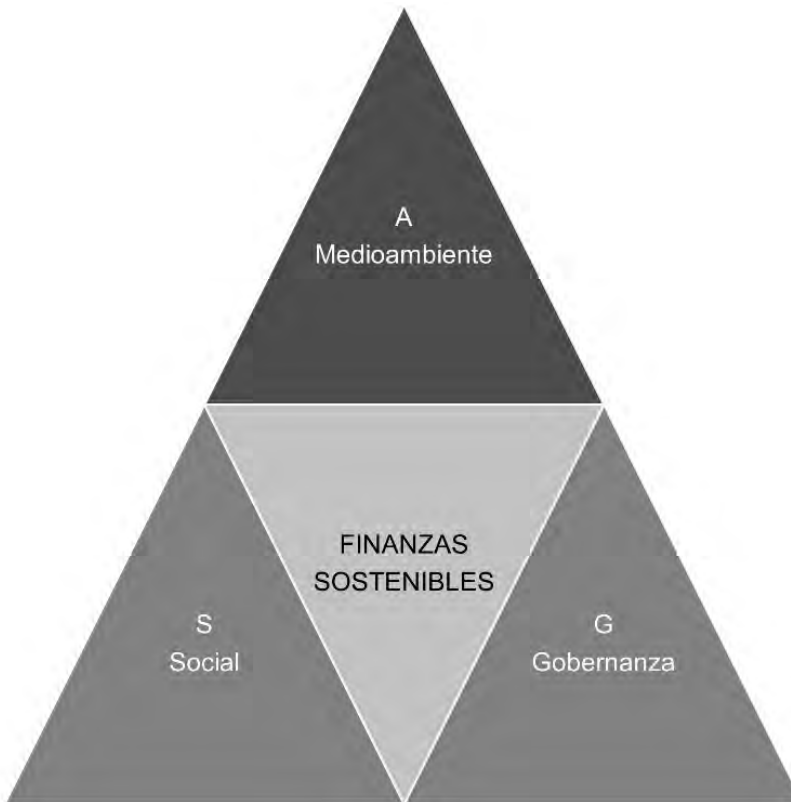 A
Medioambiente
FINANZAS
SOSTENIBLES
S
Social
G
Gobernanza